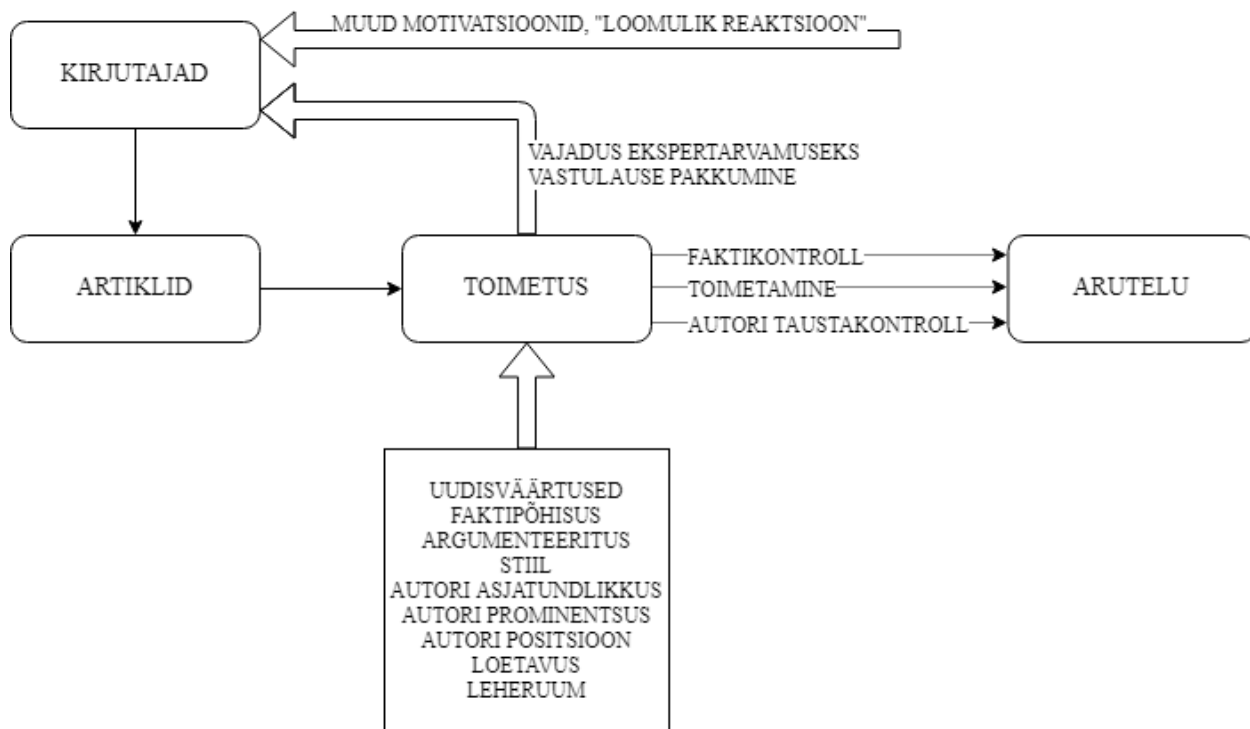 MUUD MOTIVATSIOONID, "LOOMULIK REAKTSIOON"
KIRJUTAJAD
VAJADUS EKSPERTARVAMUSEKS
VASTULAUSE PAKKUMINE
ARTIKLID
TOIMETUS
FAKTIKONTROLL
TOIMETAMINE
AUTORI TAUSTAKONTROLL
ARUTELU
UUDISVÄÄRTUSED
FAKTIPÕHISUS
ARGUMENTEERITUS
STIIL
AUTORI ASJATUNDLIKKUS
AUTORI PROMINENTSUS
AUTORI POSITSIOON
LOETAVUS
LEHERUUM